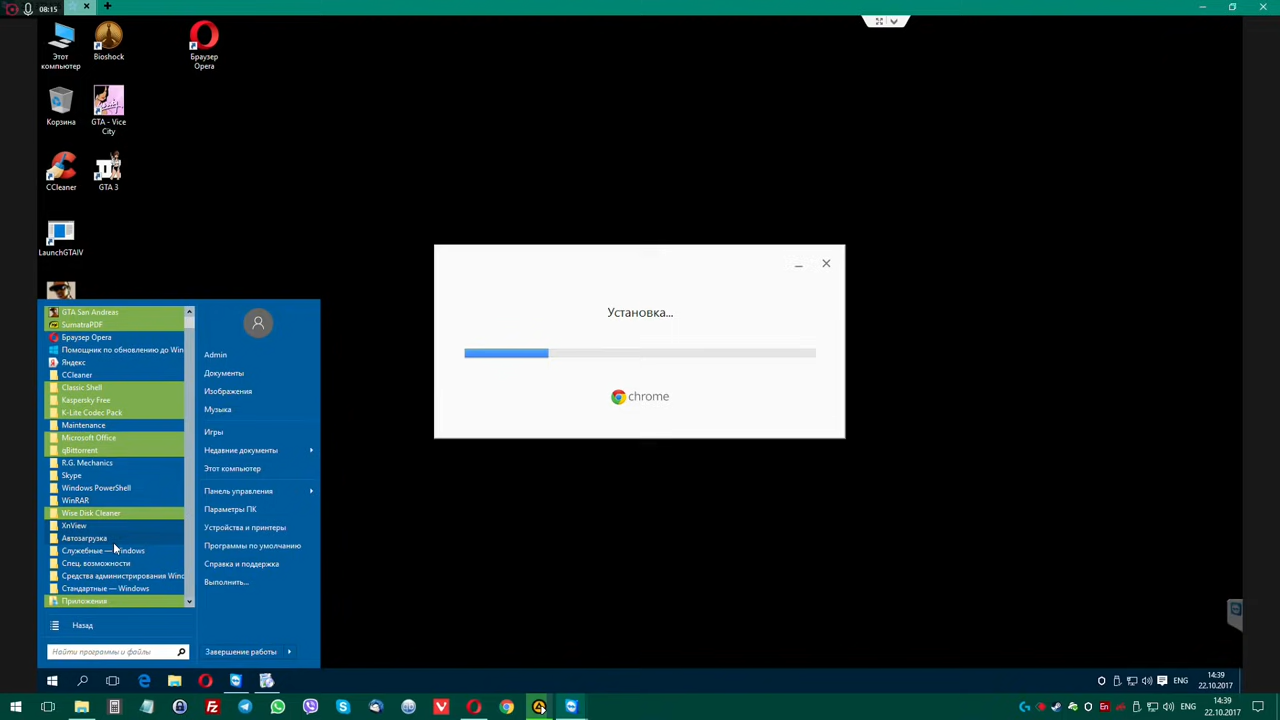 08:15
Этот
компьютер
Bioshock
Браузер
Opera
Корзина
GTA - Vice
City
CCleaner
GTA 3
LaunchGTAIV
Установка...
chrome
GTA San Andreas
SumatraPDF
Браузер Opera
Помощник по обновлению до Win
Яндекс
CCleaner
Classic Shell
Kaspersky Free
K-Lite Codec Pack
Maintenance
Microsoft Office
qBittorrent
R.G. Mechanics
Skype
Windows PowerShell
WinRAR
Wise Disk Cleaner
XnView
Автозагрузка
Служебные — Windows
Спец. возможности
Средства администрирования Wind
Стандартные — Windows
Приложения
Назад
Найти программы и файлы
Admin
Документы
Изображения
Музыка
Игры
Недавние документы
Этот компьютер
Панель управления
Параметры ПК
Устройства и принтеры
Программы по умолчанию
Справка и поддержка
Выполнить...
Завершение работы
ENG
14:39
22.10.2017
ENG
14:39
22.10.2017